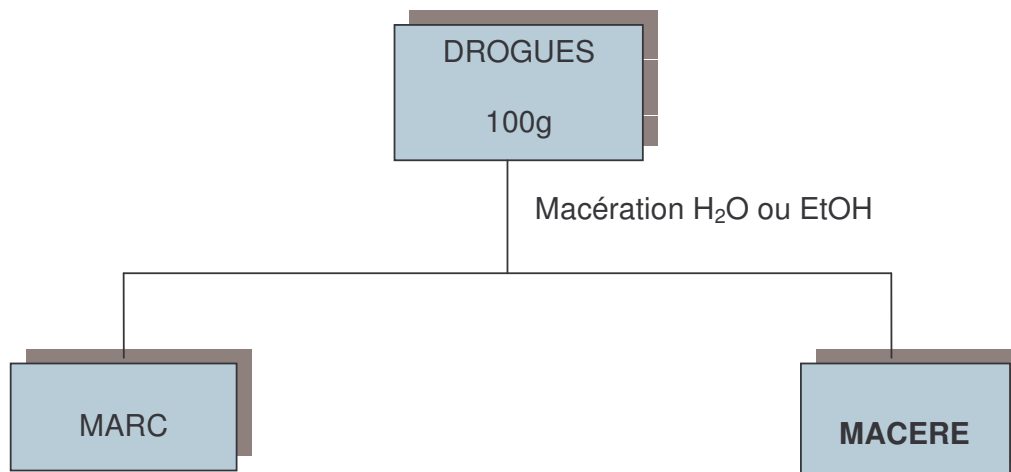 DROGUES
100g
Macération H₂O ou EtOH
MARC
MACERE